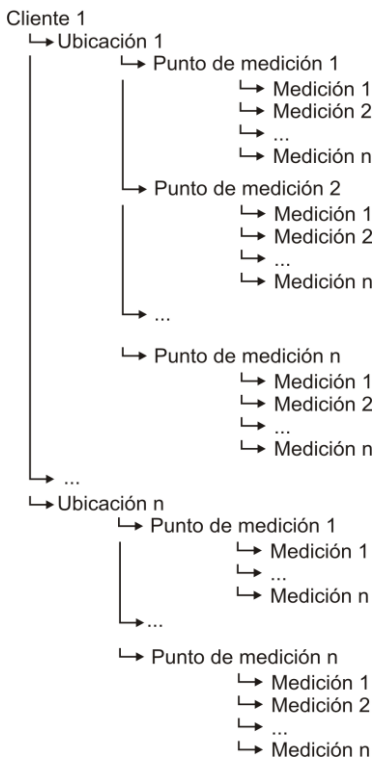 Cliente 1
Ubicación 1
Punto de medición 1
Medición 1
Medición 2
...
Medición n
Punto de medición 2
Medición 1
Medición 2
...
Medición n
...
Punto de medición n
Medición 1
Medición 2
...
Medición n
...
Ubicación n
Punto de medición 1
Medición 1
...
Medición n
...
Punto de medición n
Medición 1
Medición 2
...
Medición n